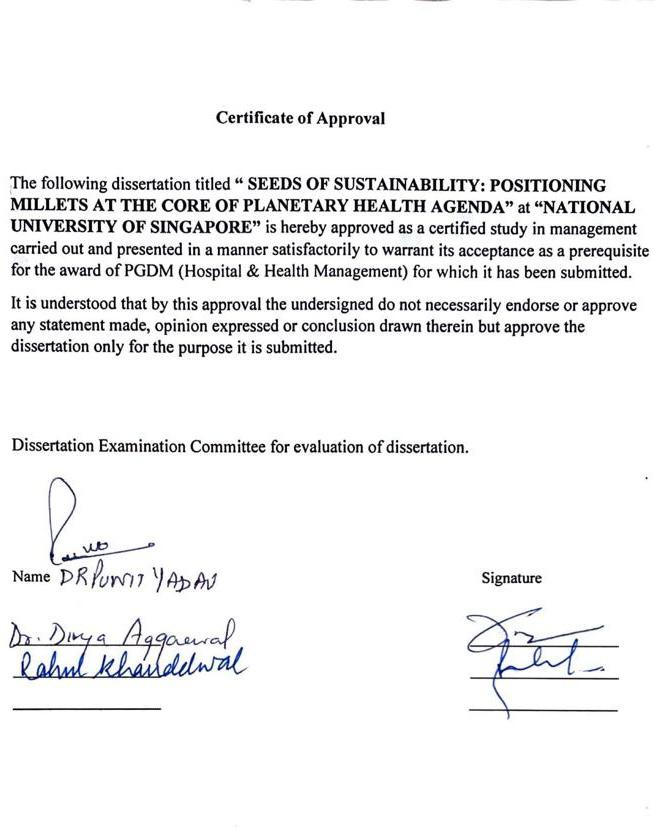 Certificate of Approval
The following dissertation titled “ SEEDS OF SUSTAINABILITY: POSITIONING
MILLETS AT THE CORE OF PLANETARY HEALTH AGENDA” at “NATIONAL
UNIVERSITY OF SINGAPORE” is hereby approved as a certified study in management
carried out and presented in a manner satisfactorily to warrant its acceptance as a prerequisite
for the award of PGDM (Hospital & Health Management) for which it has been submitted.
It is understood that by this approval the undersigned do not necessarily endorse or approve
any statement made, opinion expressed or conclusion drawn therein but approve the
dissertation only for the purpose it is submitted.
Dissertation Examination Committee for evaluation of dissertation.
Name DR PUNIT YADAV
Signature
Dr. Divya Aggarwal
Rahul Khanddelwal